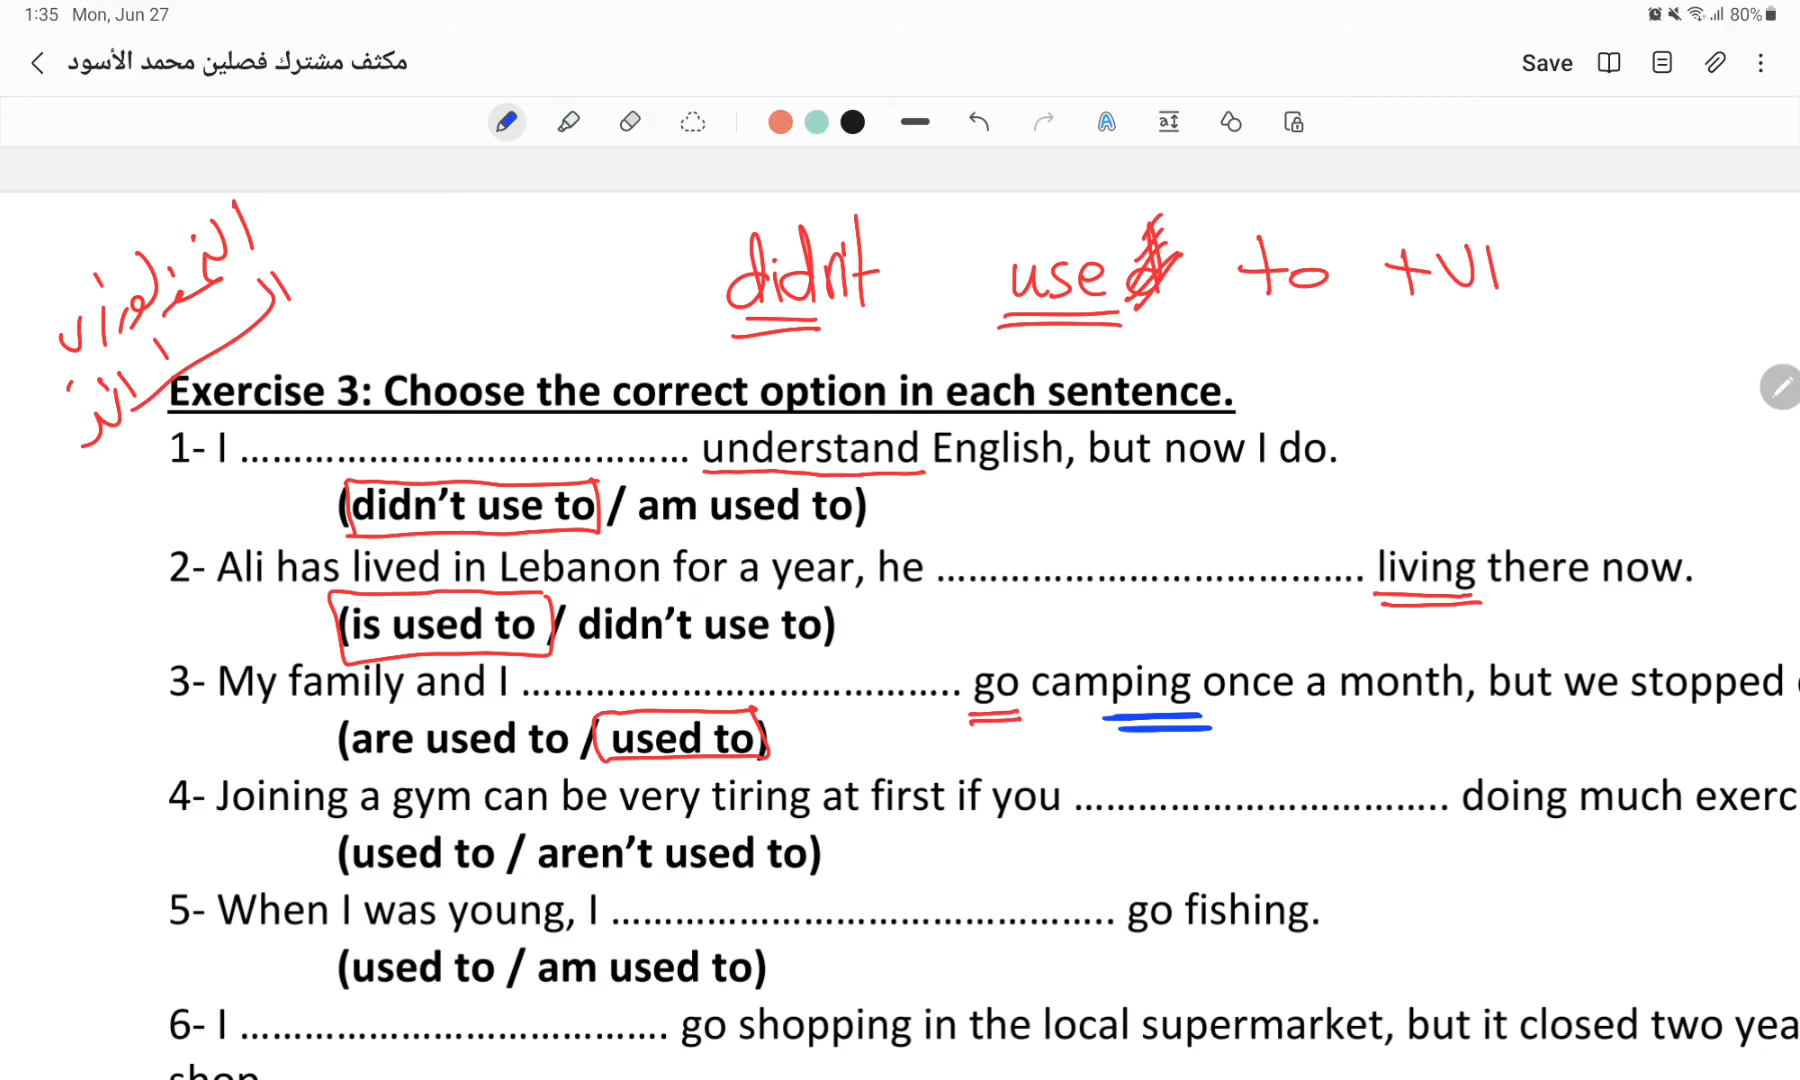 1:35 Mon, Jun 27
80%
مكثف مشترك فصلين محمد الأسود
Save
didn't use to +V1
Exercise 3: Choose the correct option in each sentence.
1- I ........................................ understand English, but now I do.
(didn't use to / am used to)
2- Ali has lived in Lebanon for a year, he ........................................ living there now.
(is used to / didn't use to)
3- My family and I ........................................ go camping once a month, but we stopped
(are used to / used to)
4- Joining a gym can be very tiring at first if you ................................... doing much exerc
(used to / aren't used to)
5- When I was young, I ............................................. go fishing.
(used to / am used to)
6- I ....................................... go shopping in the local supermarket, but it closed two yea
shop